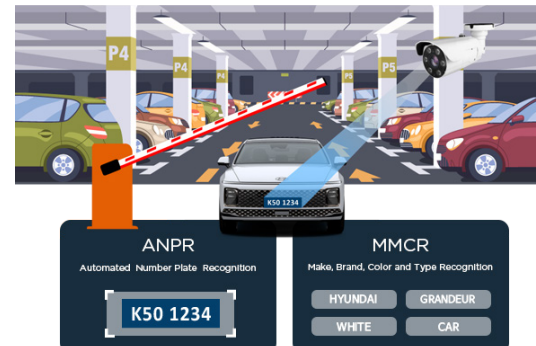 P4
P4
P4
P5
P5
K50 1234
ANPR
Automated Number Plate Recognition
K50 1234
MMCR
Make, Brand, Color and Type Recognition
HYUNDAI
GRANDEUR
WHITE
CAR